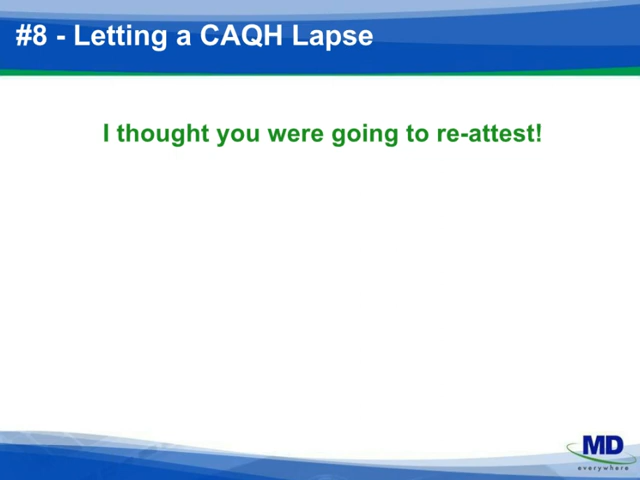 #8 - Letting a CAQH Lapse
I thought you were going to re-attest!
MD
everywhere